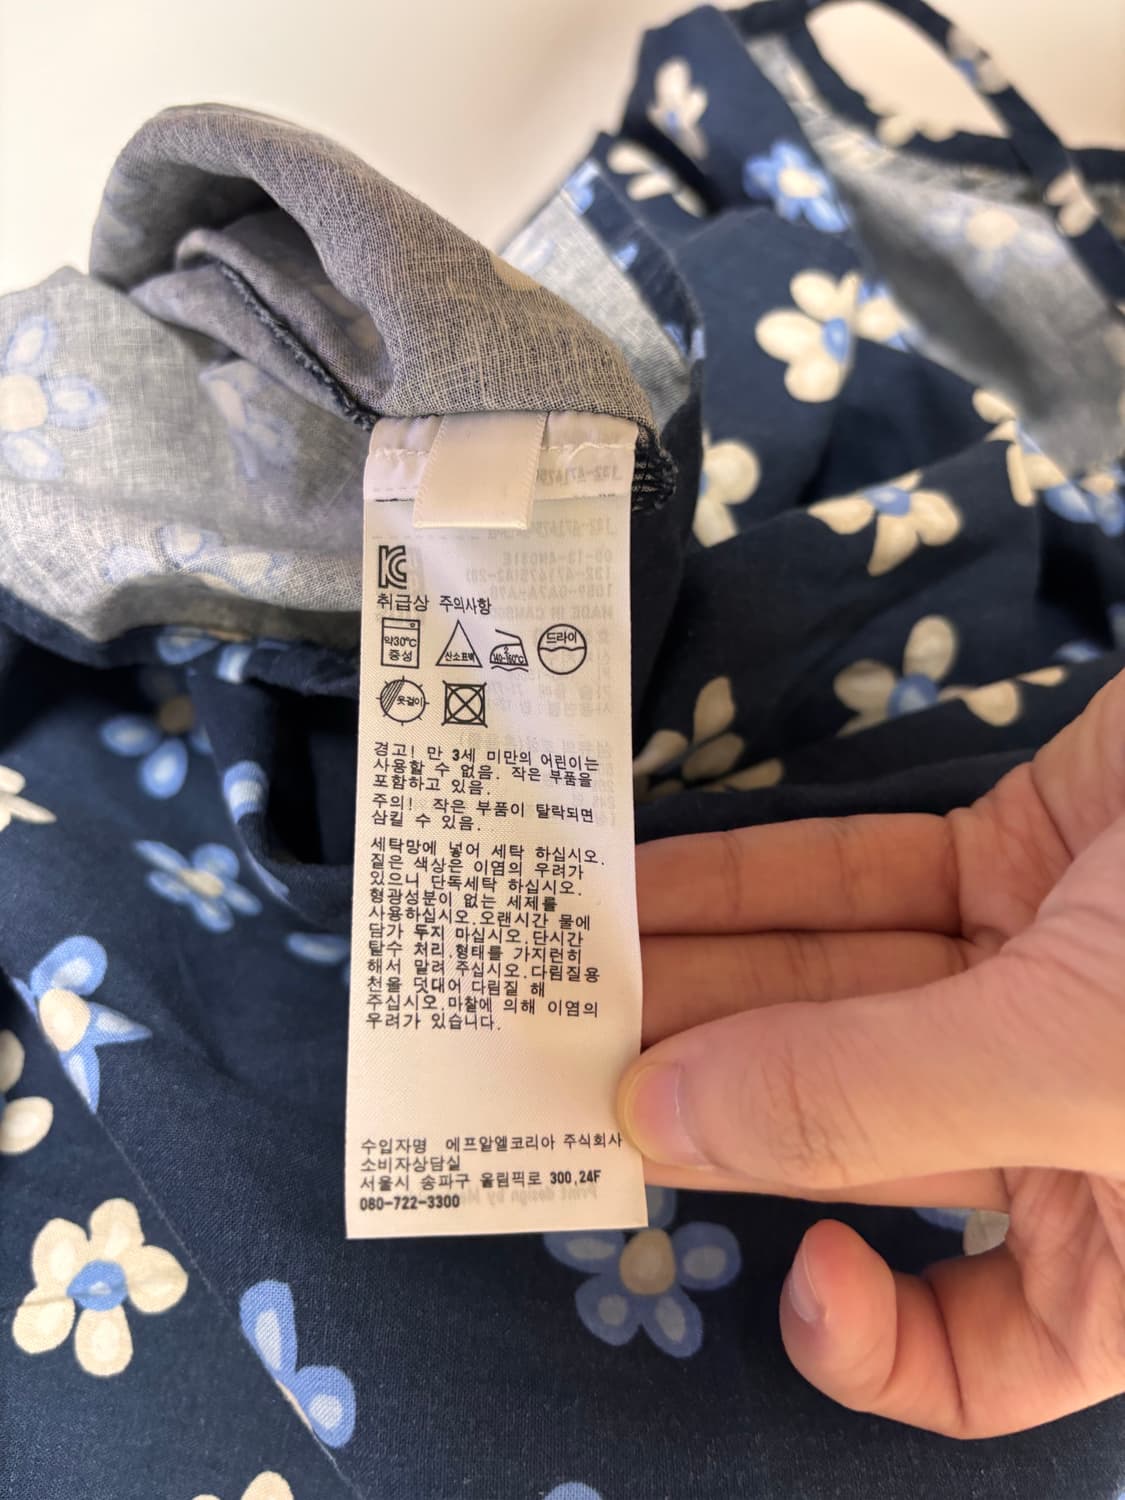 취급상 주의사항
약30℃
중성
산소표백
2
140~160℃
드라이
옷걸이
경고! 만 3세 미만의 어린이는
사용할 수 없음. 작은 부품을
포함하고 있음.
주의! 작은 부품이 탈락되면
삼킬 수 있음.
세탁망에 넣어 세탁 하십시오.
짙은 색상은 이염의 우려가
있으니 단독세탁 하십시오.
형광성분이 없는 세제를
사용하십시오.오랜시간 물에
담가 두지 마십시오.단시간
탈수 처리.형태를 가지런히
해서 말려 주십시오.다림질용
천을 덧대어 다림질 해
주십시오.마찰에 의해 이염의
우려가 있습니다.
수입자명 에프알엘코리아 주식회사
소비자상담실
서울시 송파구 올림픽로 300,24F
080-722-3300